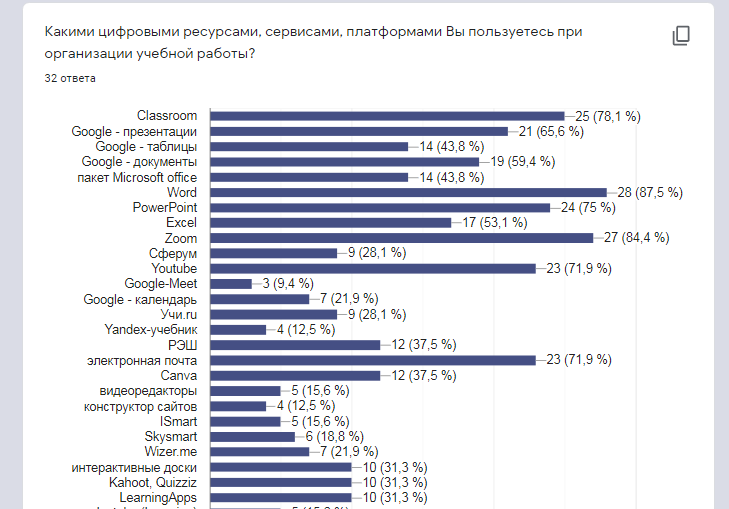 Какими цифровыми ресурсами, сервисами, платформами Вы пользуетесь при
организации учебной работы?
32 ответа
Classroom 25 (78,1 %)
Google - презентации 21 (65,6 %)
Google - таблицы 14 (43,8 %)
Google - документы 19 (59,4 %)
пакет Microsoft office 14 (43,8 %)
Word 28 (87,5 %)
PowerPoint 24 (75 %)
Excel 17 (53,1 %)
Zoom 27 (84,4 %)
Сферум 9 (28,1 %)
Youtube 23 (71,9 %)
Google-Meet 3 (9,4 %)
Google - календарь 7 (21,9 %)
Учи.ru 9 (28,1 %)
Yandex-учебник 4 (12,5 %)
РЭШ 12 (37,5 %)
электронная почта 23 (71,9 %)
Canva 12 (37,5 %)
видеоредакторы 5 (15,6 %)
конструктор сайтов 4 (12,5 %)
ISmart 5 (15,6 %)
Skysmart 6 (18,8 %)
Wizer.me 7 (21,9 %)
интерактивные доски 10 (31,3 %)
Kahoot, Quizziz 10 (31,3 %)
LearningApps 10 (31,3 %)